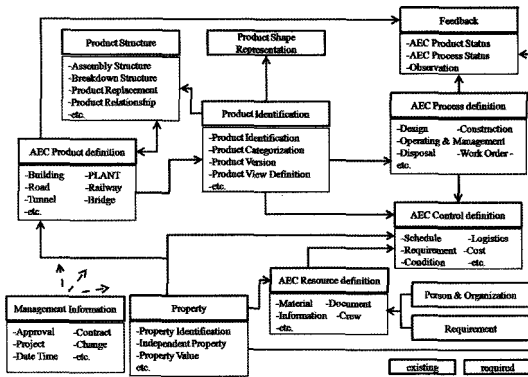 Feedback
-AEC Product Status
-AEC Process Status
-Observation
Product Structure
-Assembly Structure
-Breakdown Structure
-Product Replacement
-Product Relationship
-etc.
Product Shape
Representation
Product Identification
-Product Identification
-Product Categorization
-Product Version
-Product View Definition
-etc.
AEC Process definition
-Design -Construction
-Operating & Management
-Disposal -Work Order -
etc.
AEC Product definition
-Building -PLANT
-Road -Railway
-Tunnel -Bridge
-etc.
AEC Control definition
-Schedule -Logistics
-Requirement -Cost
-Condition -etc.
AEC Resource definition
-Material -Document
-Information -Crew
-etc.
Person & Organization
Requirement
Management Information
-Approval -Contract
-Project -Change
-Date Time -etc.
Property
-Property Identification
-Independent Property
-Property Value
etc.
existing
required